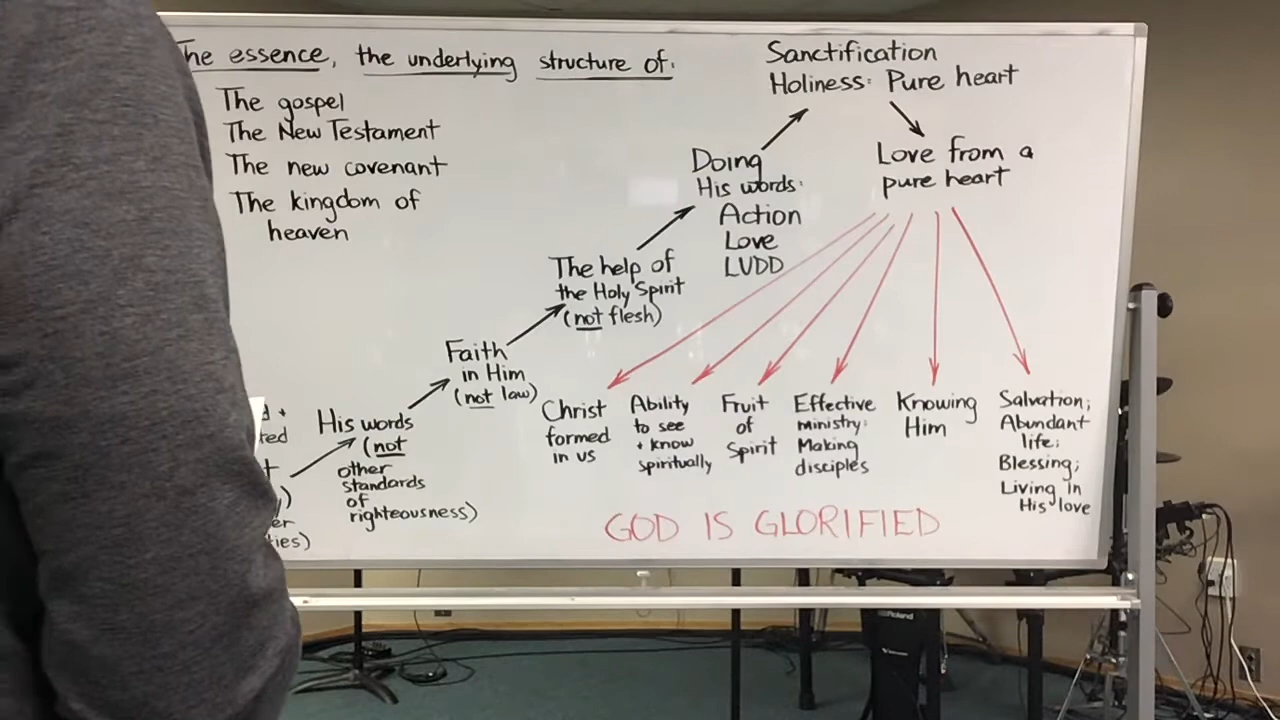 The essence, the underlying structure of:
The gospel
The New Testament
The new covenant
The kingdom of
heaven
Sanctification
Holiness: Pure heart
Love from a
pure heart
Doing
His words:
Action
Love
LUDD
The help of
the Holy Spirit
(not flesh)
Faith
in Him
(not law)
His words
(not
other
standards
of
righteousness)
Christ
formed
in us
Ability
to see
+ know
spiritually
Fruit
of
Spirit
Effective
ministry:
Making
disciples
Knowing
Him
Salvation;
Abundant
life;
Blessing;
Living in
His love
GOD IS GLORIFIED
Roland